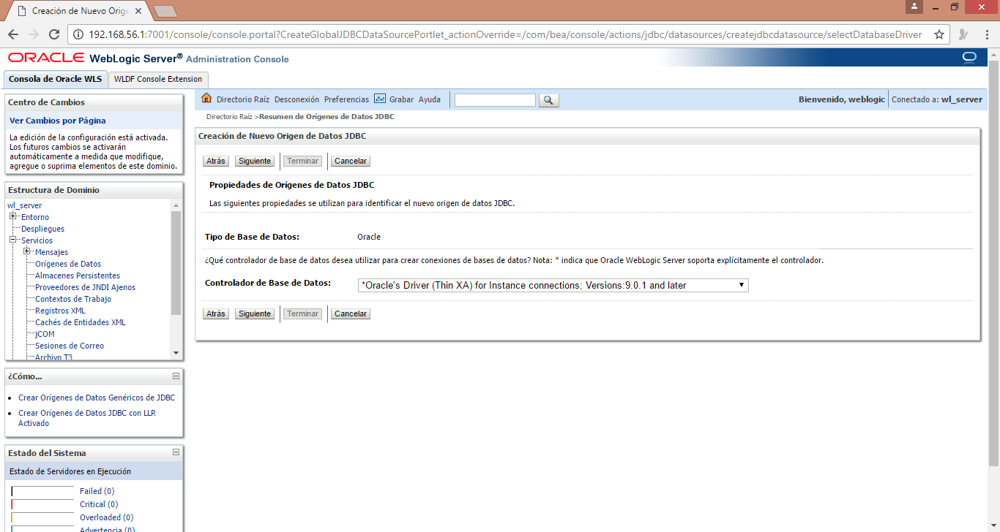 Creación de Nuevo Orige
192.168.56.1:7001/console/console.portal?CreateGlobalJDBCDataSourcePortlet_actionOverride=/com/bea/console/actions/jdbc/datasources/createjdbcdatasource/selectDatabaseDriver
ORACLE WebLogic Server® Administration Console
Consola de Oracle WLS
WLDF Console Extension
Centro de Cambios
Ver Cambios por Página
La edición de la configuración está activada.
Los futuros cambios se activarán
automáticamente a medida que modifique,
agregue o suprima elementos de este dominio.
Estructura de Dominio
wl_server
Entorno
Despliegues
Servicios
Mensajes
Orígenes de Datos
Almacenes Persistentes
Proveedores de JNDI Ajenos
Contextos de Trabajo
Registros XML
Cachés de Entidades XML
jCOM
Sesiones de Correo
Archivo T3
¿Cómo...
Crear Orígenes de Datos Genéricos de JDBC
Crear Orígenes de Datos JDBC con LLR
Activado
Estado del Sistema
Estado de Servidores en Ejecución
Failed (0)
Critical (0)
Overloaded (0)
Advertencia (0)
Directorio Raíz Desconexión Preferencias Grabar Ayuda
Bienvenido, weblogic Conectado a: wl_server
Directorio Raíz >Resumen de Orígenes de Datos JDBC
Creación de Nuevo Origen de Datos JDBC
Atrás Siguiente Terminar Cancelar
Propiedades de Orígenes de Datos JDBC
Las siguientes propiedades se utilizan para identificar el nuevo origen de datos JDBC.
Tipo de Base de Datos: Oracle
¿Qué controlador de base de datos desea utilizar para crear conexiones de bases de datos? Nota: * indica que Oracle WebLogic Server soporta explícitamente el controlador.
Controlador de Base de Datos: *Oracle's Driver (Thin XA) for Instance connections; Versions:9.0.1 and later
Atrás Siguiente Terminar Cancelar